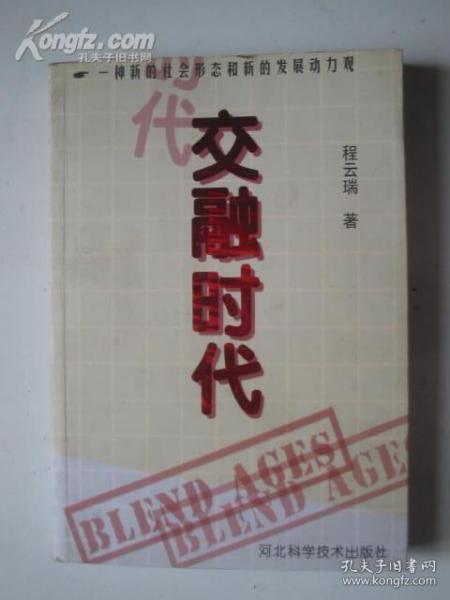 Kongfz.com
孔夫子旧书网
一种新的社会形态和新的发展动力观
时代
交融时代
程云瑞 著
BLEND AGES
BLEND AGES
河北科学技术出版社
孔夫子旧书网
www.kongfz.com